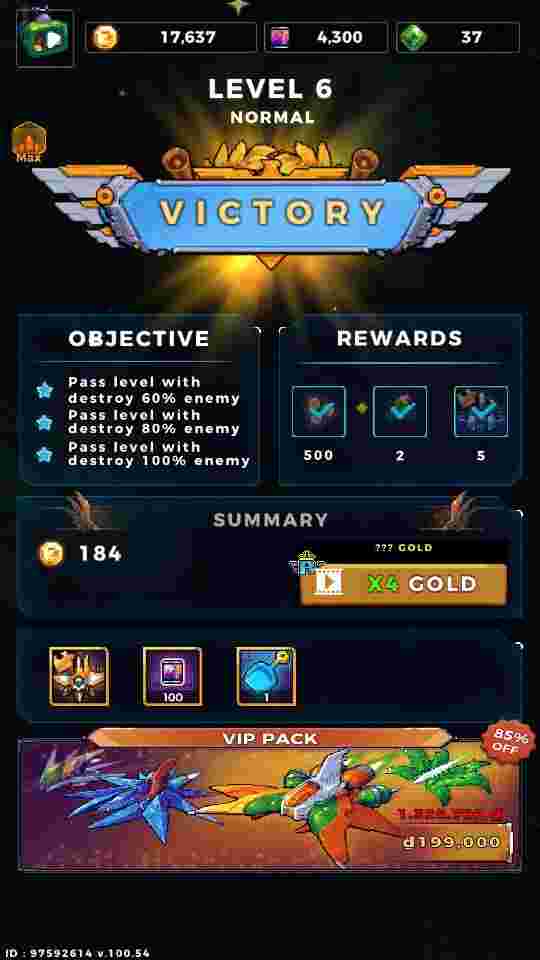 17,637
4,300
37
LEVEL 6
NORMAL
Max
VICTORY
OBJECTIVE
REWARDS
Pass level with
destroy 60% enemy
Pass level with
destroy 80% enemy
Pass level with
destroy 100% enemy
500
2
5
SUMMARY
184
??? GOLD
X4 GOLD
100
1
VIP PACK
85%
OFF
đ199,000
ID : 97592614 v.100.54